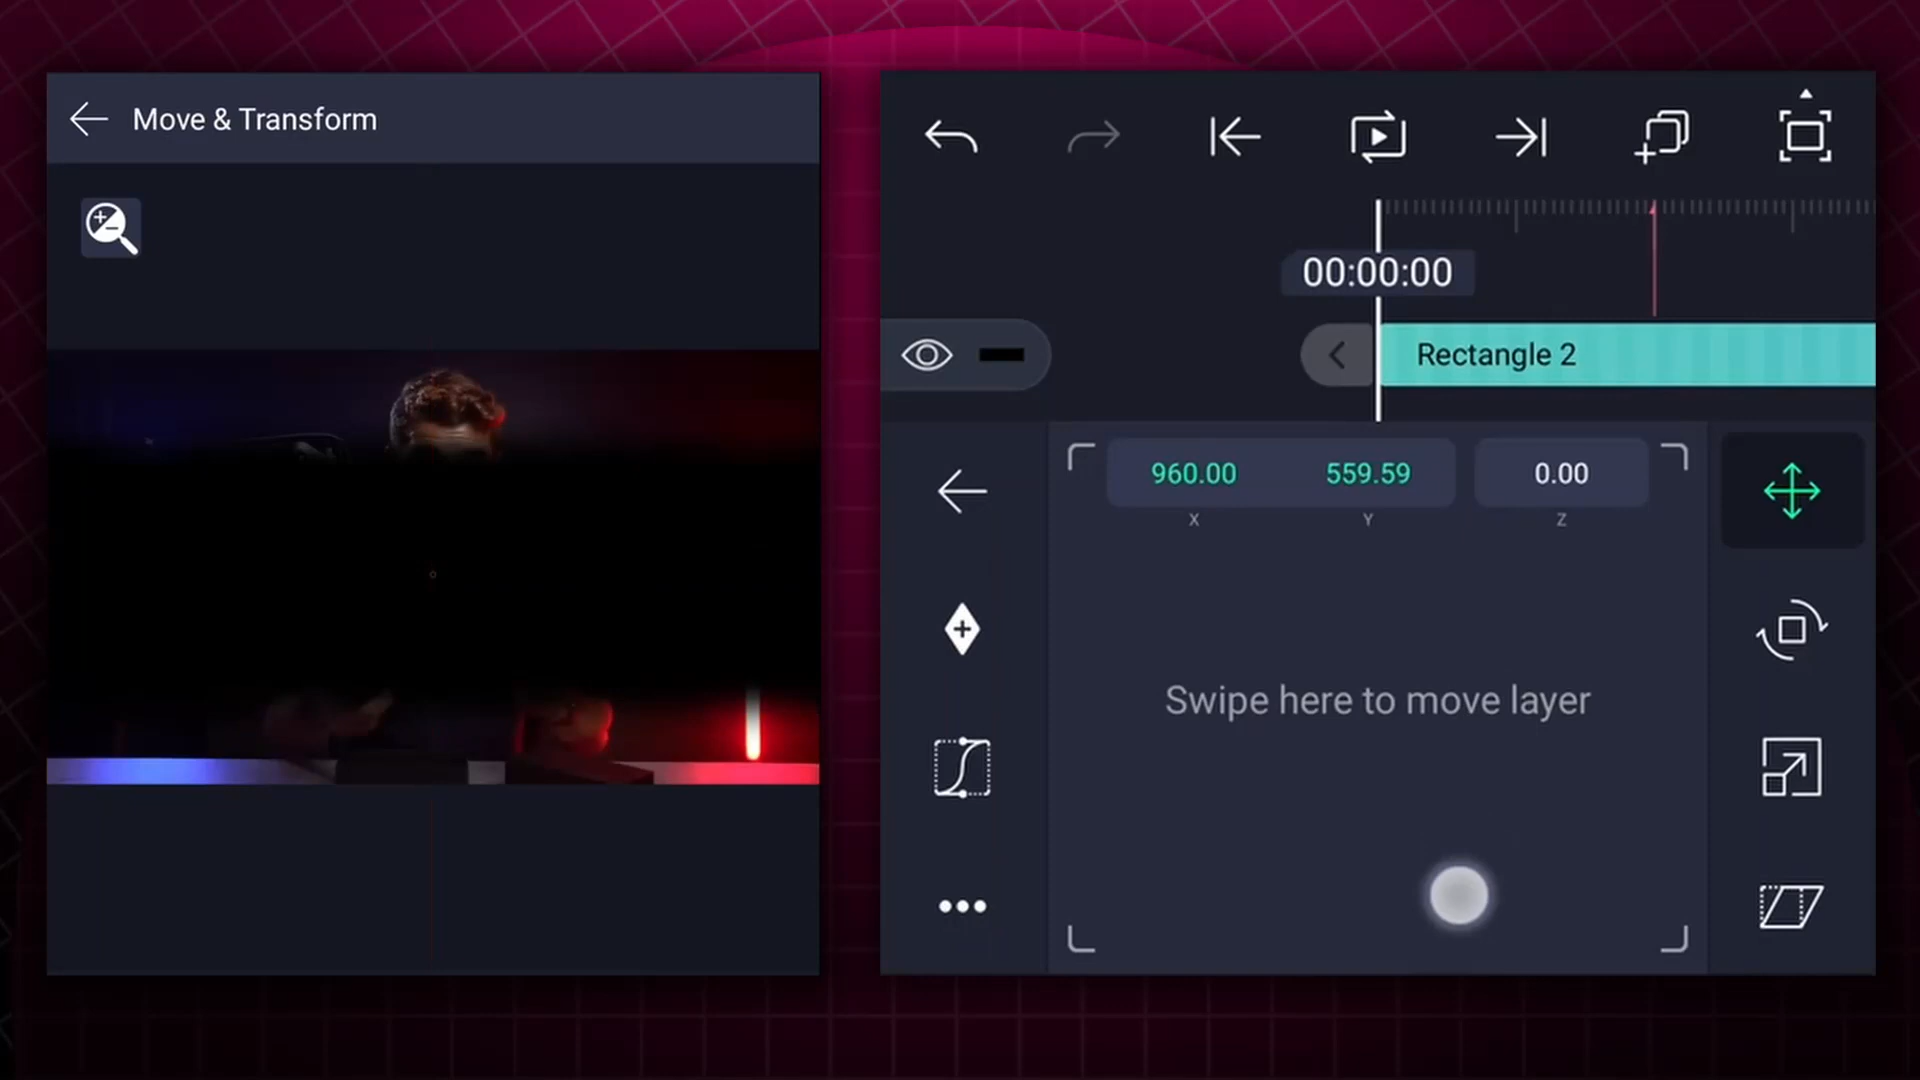 Move & Transform
00:00:00
Rectangle 2
960.00 559.59 0.00
X Y Z
Swipe here to move layer